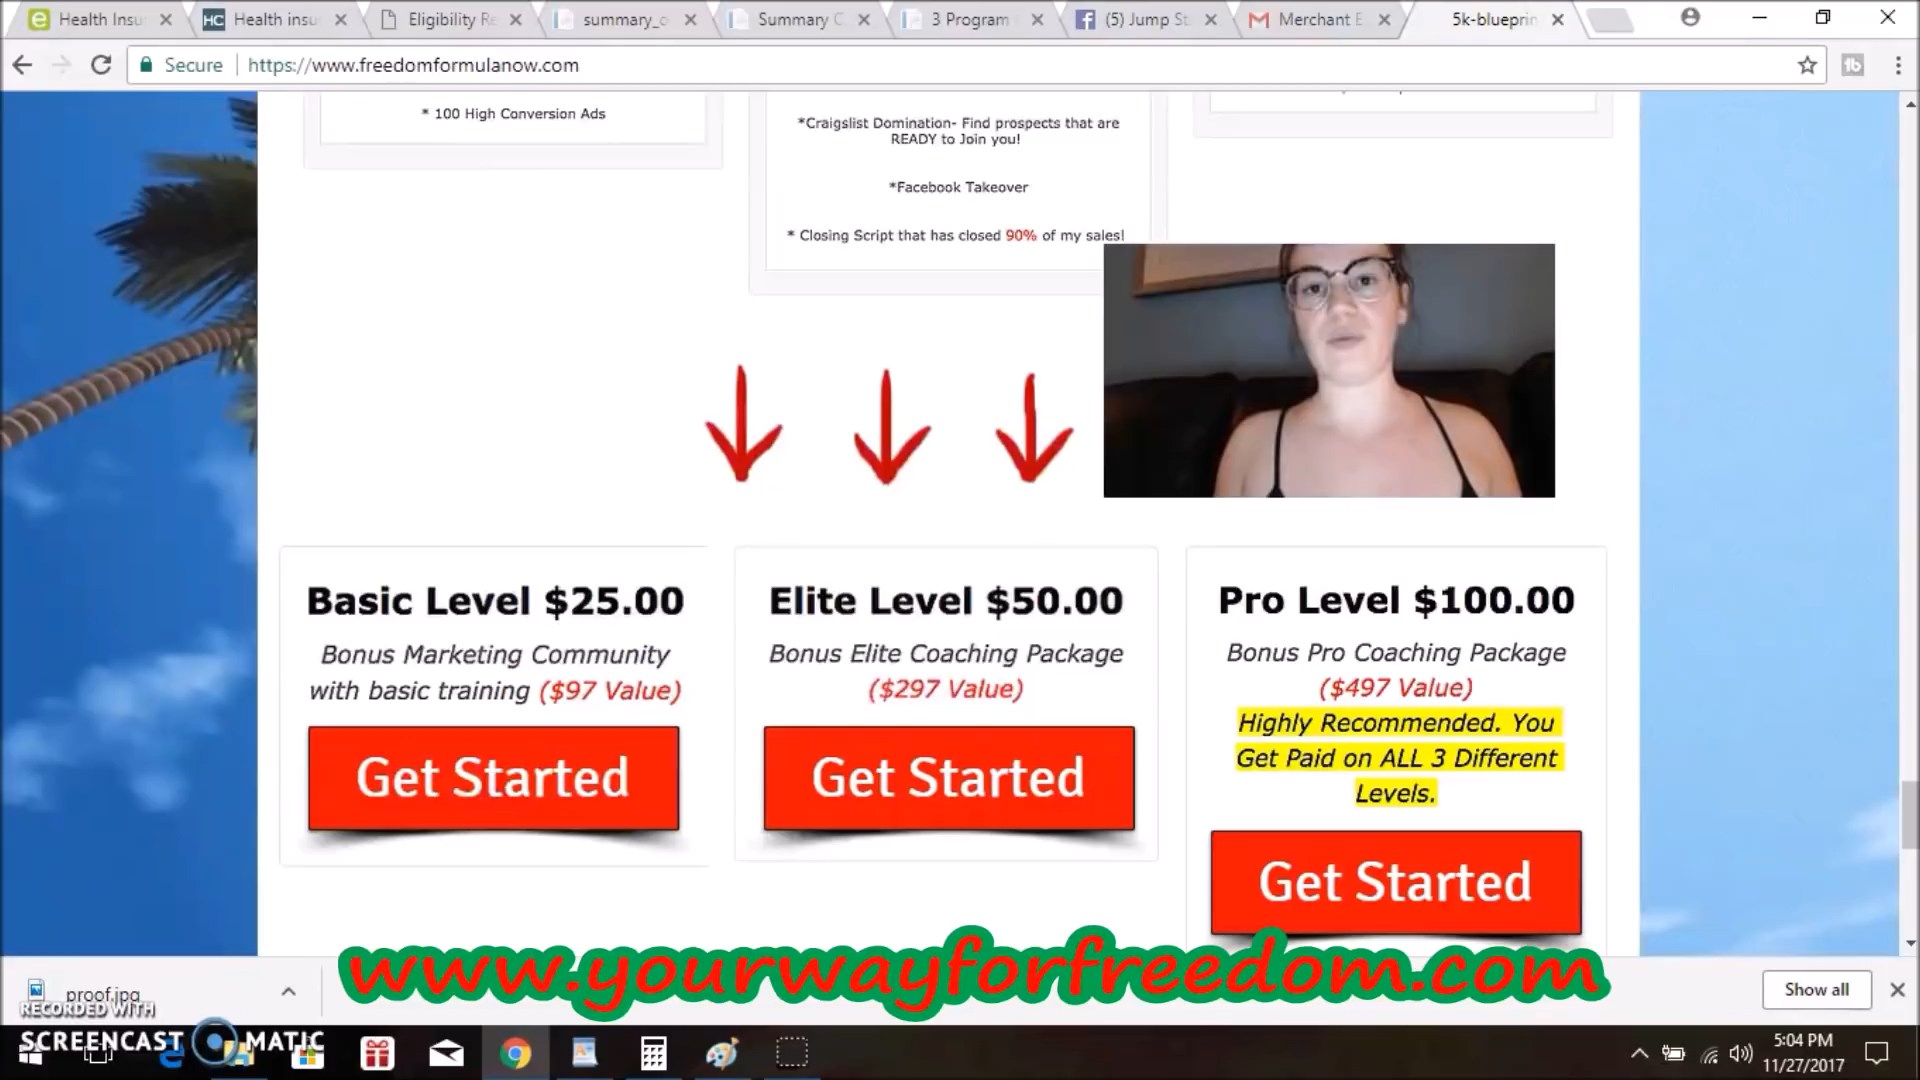 Health Insu
Health insu
Eligibility Re
summary_o
Summary C
3 Program
(5) Jump St
Merchant E
5k-blueprin
Secure
https://www.freedomformulanow.com
* 100 High Conversion Ads
*Craigslist Domination- Find prospects that are
READY to Join you!
*Facebook Takeover
* Closing Script that has closed 90% of my sales!
Basic Level $25.00
Bonus Marketing Community
with basic training ($97 Value)
Get Started
Elite Level $50.00
Bonus Elite Coaching Package
($297 Value)
Get Started
Pro Level $100.00
Bonus Pro Coaching Package
($497 Value)
Highly Recommended. You
Get Paid on ALL 3 Different
Levels.
Get Started
www.yourwayforfreedom.com
proof.jpg
Show all
RECORDED WITH
SCREENCAST MATIC
5:04 PM
11/27/2017